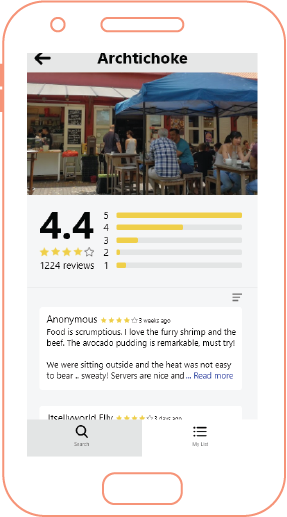 Archtichoke
4.4
1224 reviews
5
4
3
2
1
Anonymous 3 weeks ago
Food is scrumptious. I love the furry shrimp and the
beef. The avocado pudding is remarkable, must try!
We were sitting outside and the heat was not easy
to bear .. sweaty! Servers are nice and ... Read more
Itsellyworld Elly 3 days ago
Search
My List